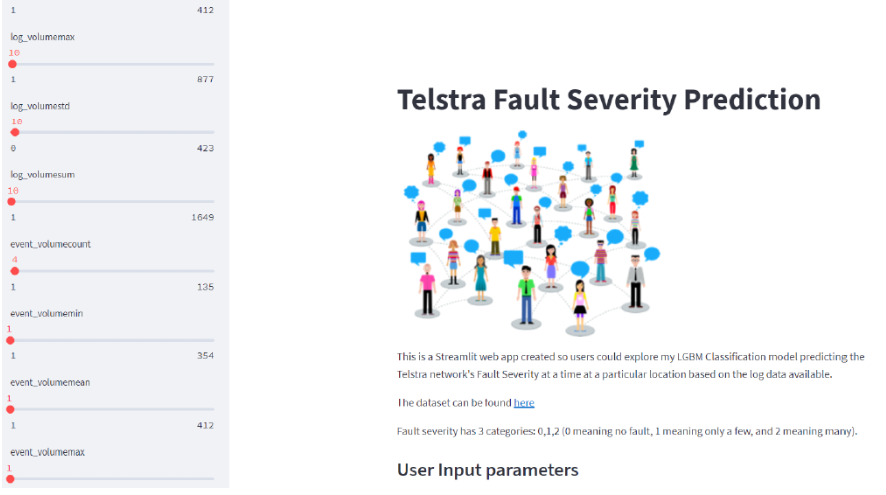 1 412
log_volumemax
10
1 877
log_volumestd
10
0 423
log_volumesum
10
1 1649
event_volumecount
4
1 135
event_volumemin
1
1 354
event_volumemean
1
1 412
event_volumemax
1
Telstra Fault Severity Prediction
This is a Streamlit web app created so users could explore my LGBM Classification model predicting the
Telstra network's Fault Severity at a time at a particular location based on the log data available.
The dataset can be found here
Fault severity has 3 categories: 0,1,2 (0 meaning no fault, 1 meaning only a few, and 2 meaning many).
User Input parameters